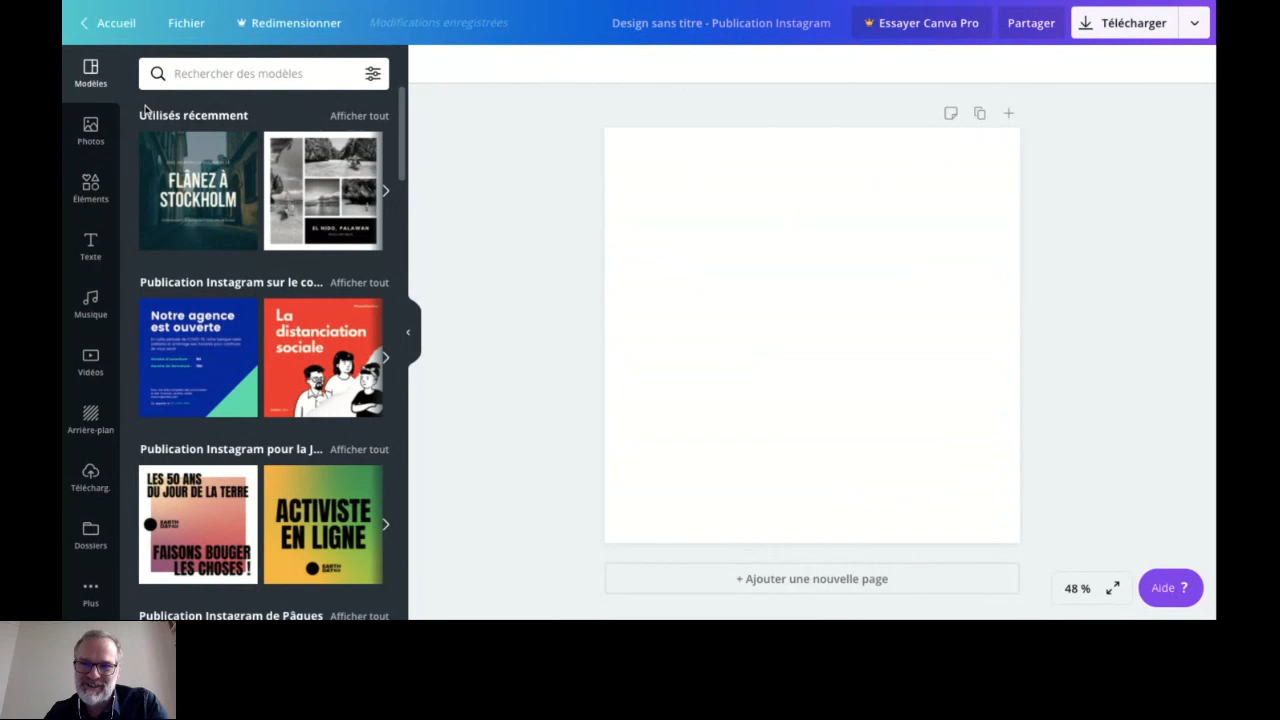 Accueil
Fichier
Redimensionner
Modifications enregistrées
Design sans titre - Publication Instagram
Essayer Canva Pro
Partager
Télécharger
Modèles
Photos
Éléments
Texte
Musique
Vidéos
Arrière-plan
Télécharg.
Dossiers
Plus
Rechercher des modèles
Utilisés récemment
Afficher tout
FLÂNEZ À
STOCKHOLM
EL NIDO, PALAWAN
Publication Instagram sur le co...
Afficher tout
Notre agence
est ouverte
La
distanciation
sociale
Publication Instagram pour la J...
Afficher tout
LES 50 ANS
DU JOUR DE LA TERRE
EARTH
FAISONS BOUGER
LES CHOSES !
ACTIVISTE
EN LIGNE
EARTH
Publication Instagram de Pâques
Afficher tout
+ Ajouter une nouvelle page
48 %
Aide ?